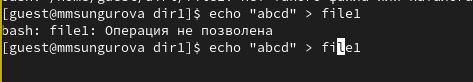 [guest@mmsungurova dir1]$ echo "abcd" > file1
bash: file1: Операция не позволена
[guest@mmsungurova dir1]$ echo "abcd" > file1